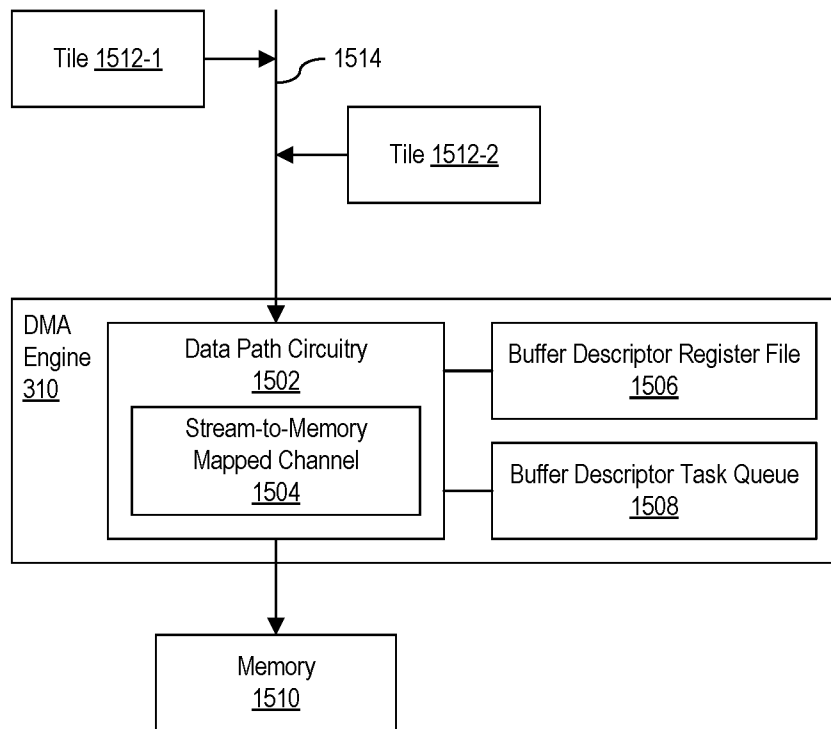 Tile 1512-1
1514
Tile 1512-2
DMA
Engine
310
Data Path Circuitry
1502
Stream-to-Memory
Mapped Channel
1504
Buffer Descriptor Register File
1506
Buffer Descriptor Task Queue
1508
Memory
1510